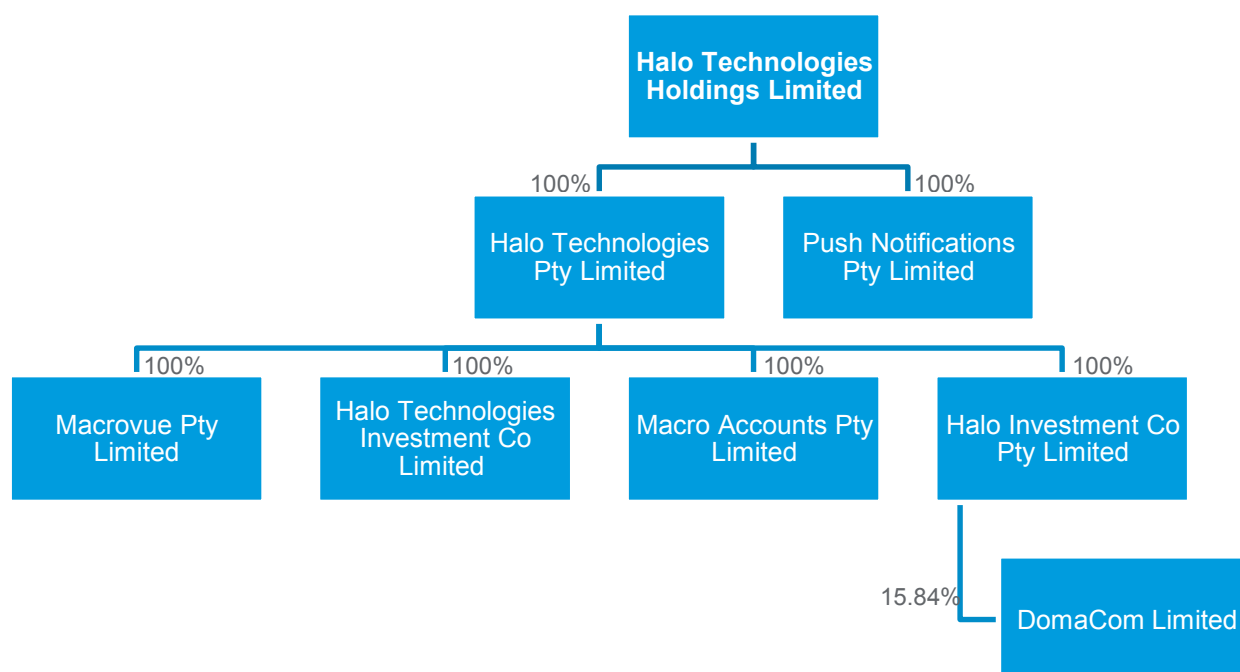 Halo Technologies
Holdings Limited
100%
100%
Halo Technologies
Pty Limited
Push Notifications
Pty Limited
100%
100%
100%
100%
Macrovue Pty
Limited
Halo Technologies
Investment Co
Limited
Macro Accounts Pty
Limited
Halo Investment Co
Pty Limited
15.84%
DomaCom Limited